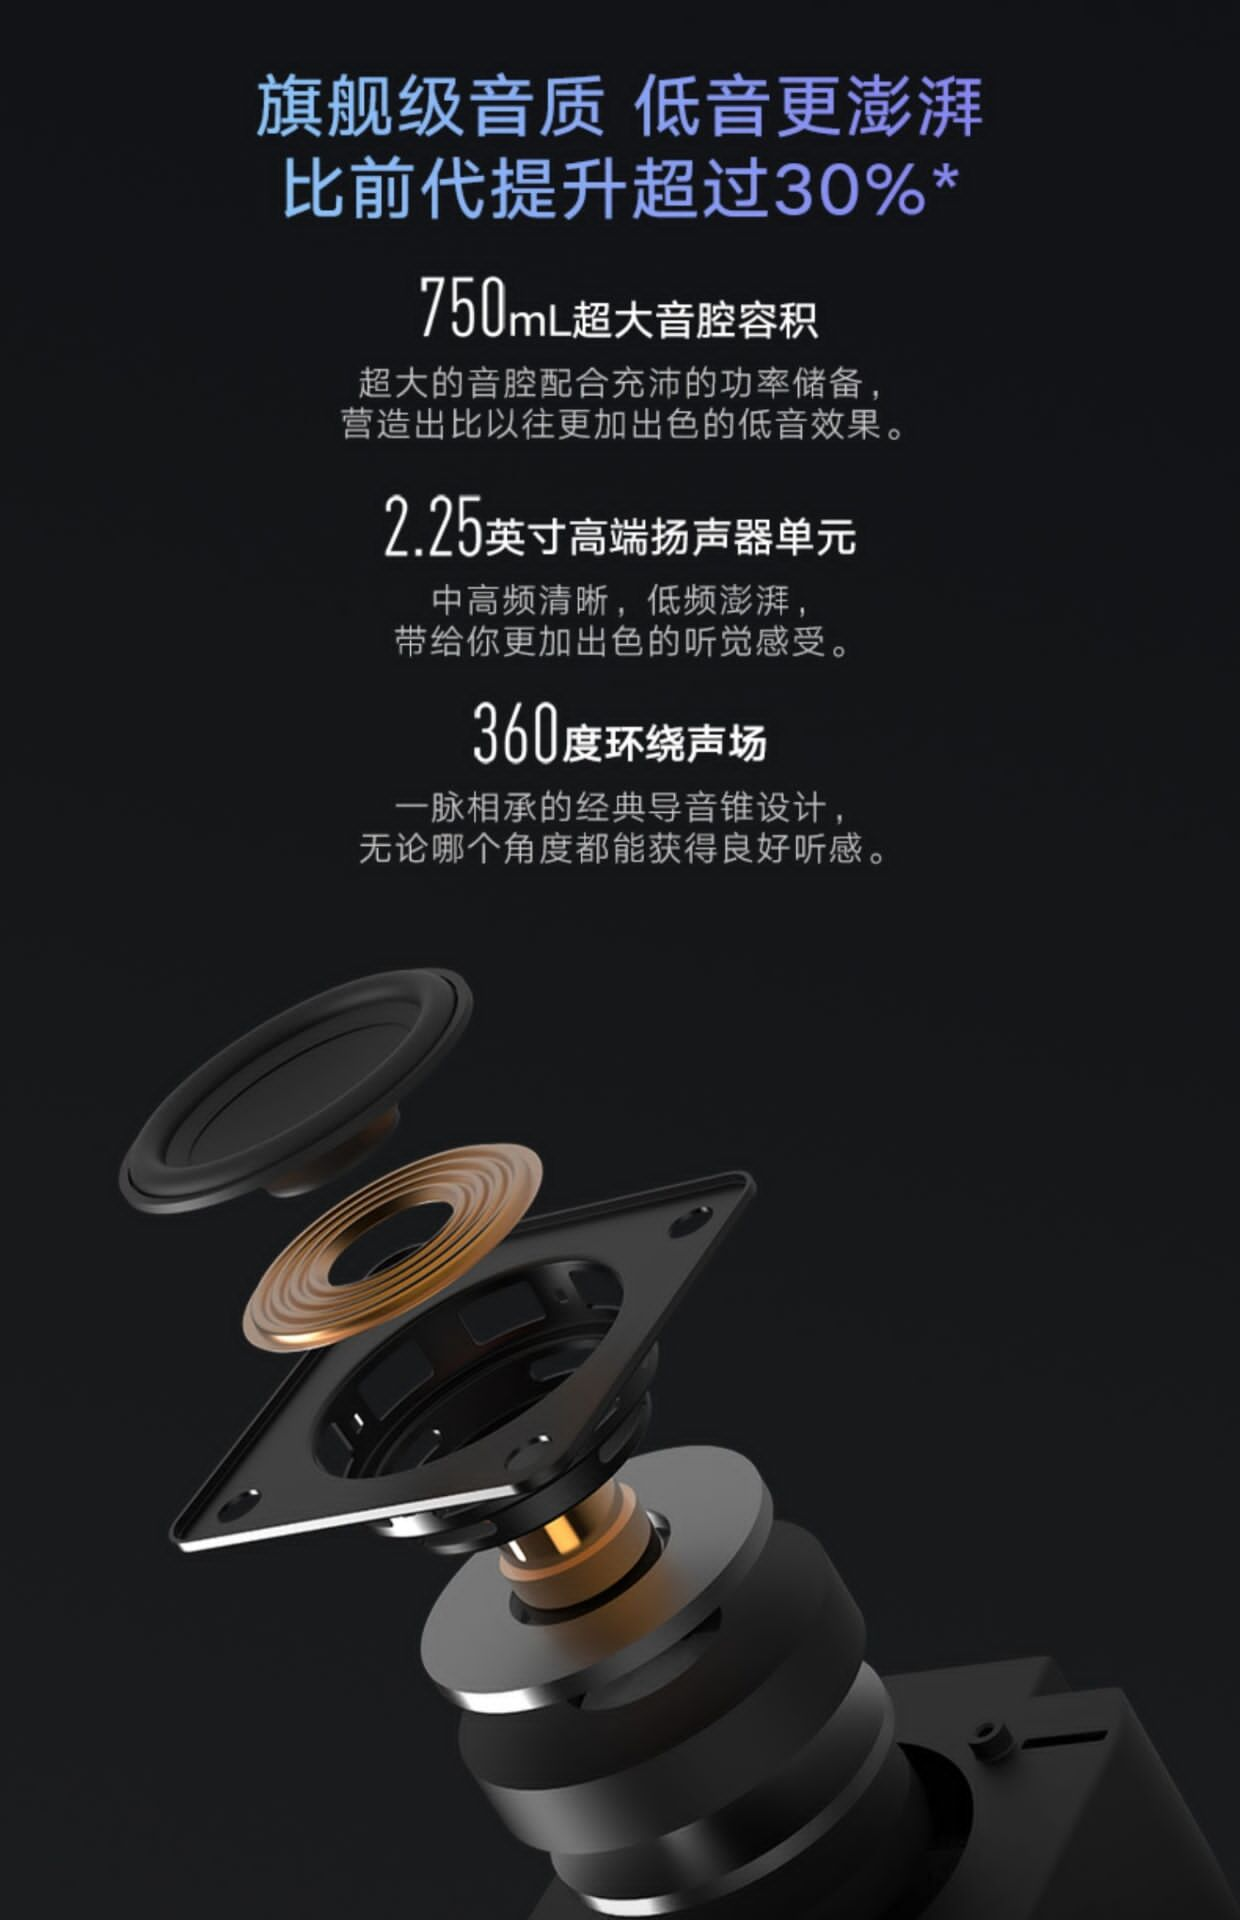 旗舰级音质 低音更澎湃
比前代提升超过30%*
750mL超大音腔容积
超大的音腔配合充沛的功率储备，
营造出比以往更加出色的低音效果。
2.25英寸高端扬声器单元
中高频清晰，低频澎湃，
带给你更加出色的听觉感受。
360度环绕声场
一脉相承的经典导音锥设计，
无论哪个角度都能获得良好听感。